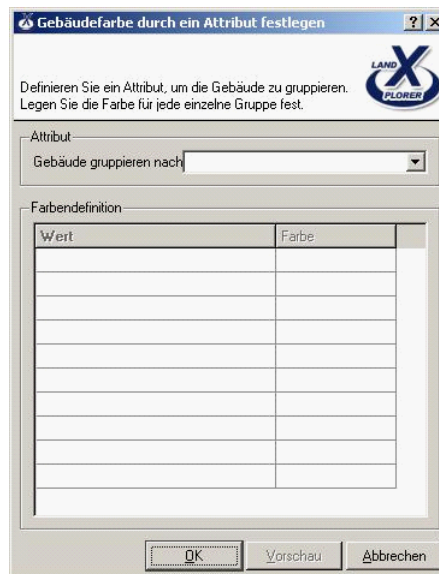 Gebäudefarbe durch ein Attribut festlegen
Definieren Sie ein Attribut, um die Gebäude zu gruppieren.
Legen Sie die Farbe für jede einzelne Gruppe fest.
LAND
X
PLORER
Attribut
Gebäude gruppieren nach
Farbendefinition
Wert Farbe
OK Vorschau Abbrechen